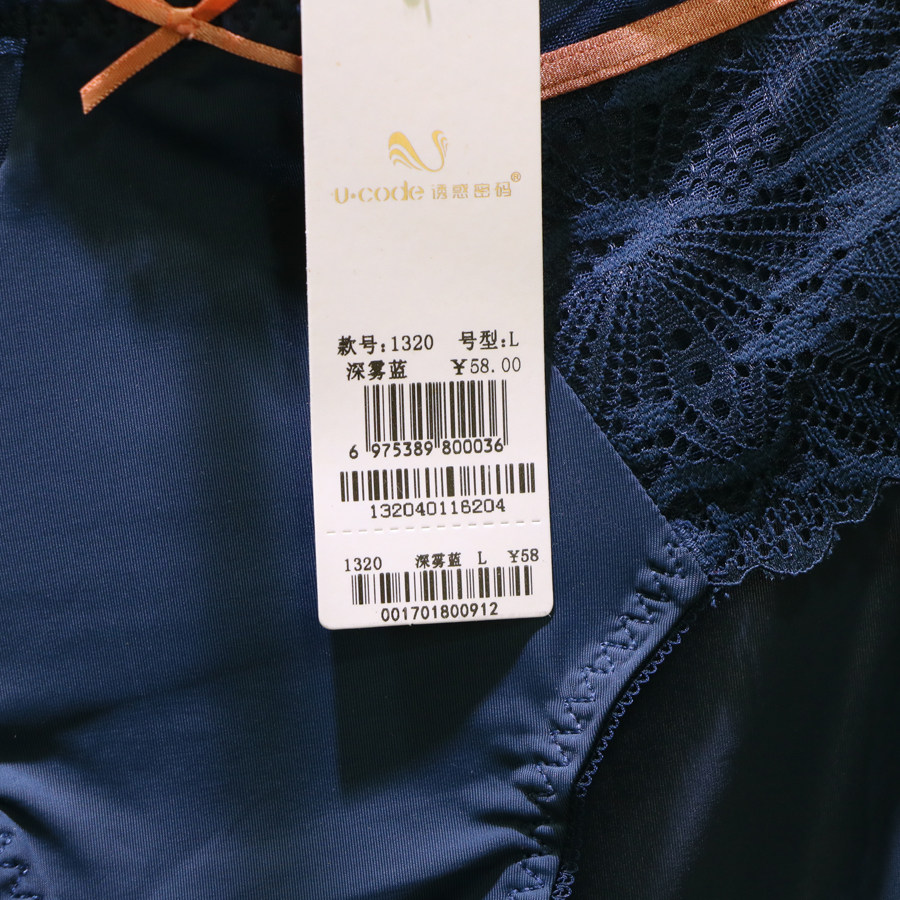 u·code 诱惑密码®
款号:1320 号型:L
深雾蓝 ¥58.00
6 975389 800036
132040116204
1320 深雾蓝 L ¥58
001701800912